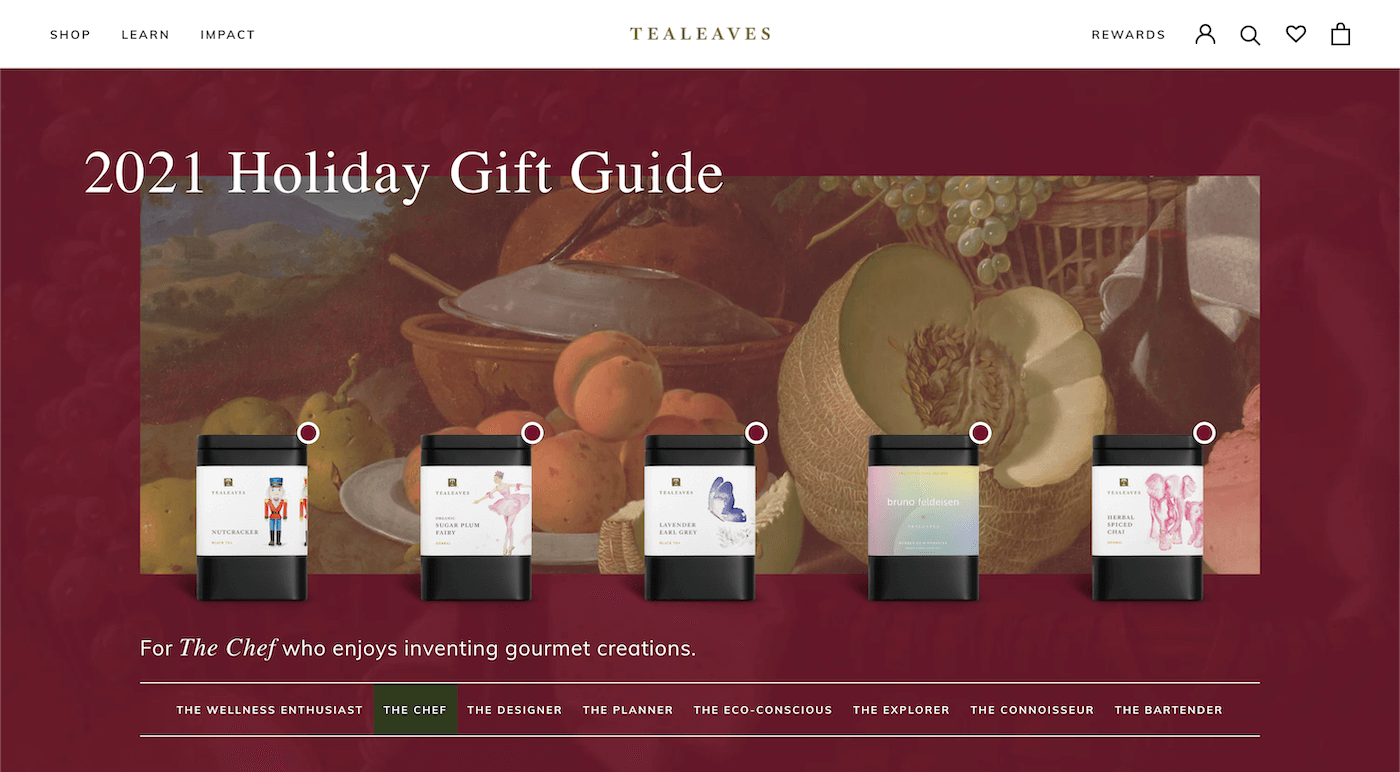 SHOP LEARN IMPACT
TEALEAVES
REWARDS
2021 Holiday Gift Guide
TEALEAVES
NUTCRACKER
BLACK TEA
TEALEAVES
ORGANIC
SUGAR PLUM
FAIRY
HERBAL
TEALEAVES
LAVENDER
EARL GREY
BLACK TEA
bruno feldeisen
TEALEAVES
TEALEAVES
HERBAL
SPICED
CHAI
HERBAL
For The Chef who enjoys inventing gourmet creations.
THE WELLNESS ENTHUSIAST THE CHEF THE DESIGNER THE PLANNER THE ECO-CONSCIOUS THE EXPLORER THE CONNOISSEUR THE BARTENDER